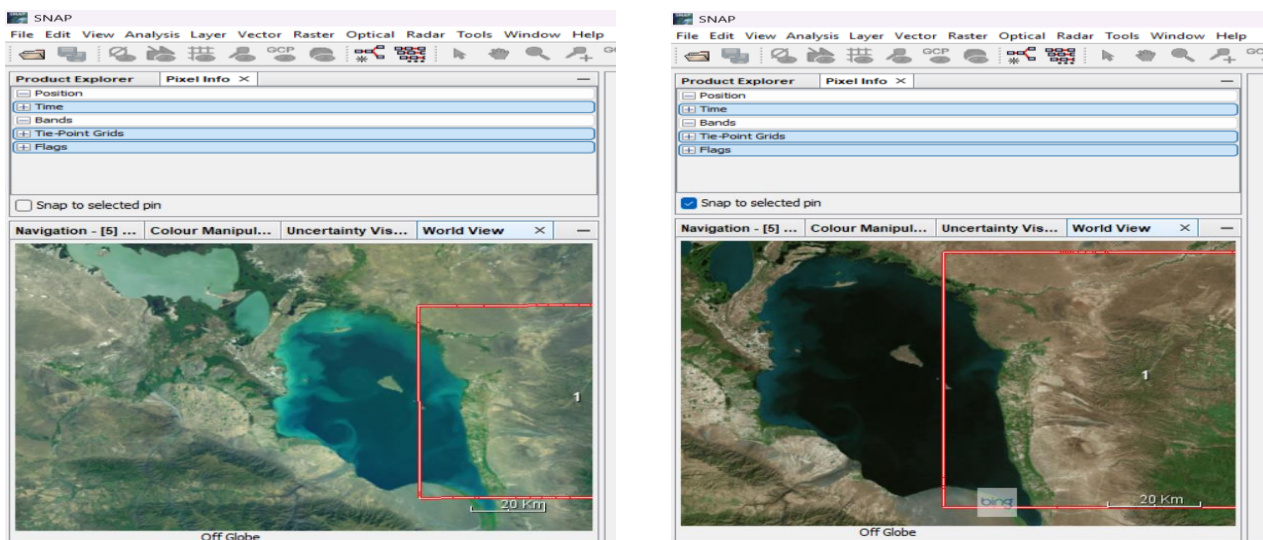 SNAP
File Edit View Analysis Layer Vector Raster Optical Radar Tools Window Help
GCP
Product Explorer Pixel Info ×
Position
Time
Bands
Tie-Point Grids
Flags
Snap to selected pin
Navigation - [5] ... Colour Manipul... Uncertainty Vis... World View ×
1
20 Km
Off Globe
SNAP
File Edit View Analysis Layer Vector Raster Optical Radar Tools Window Help
GCP
Product Explorer Pixel Info ×
Position
Time
Bands
Tie-Point Grids
Flags
Snap to selected pin
Navigation - [5] ... Colour Manipul... Uncertainty Vis... World View ×
1
bing
20 Km
Off Globe